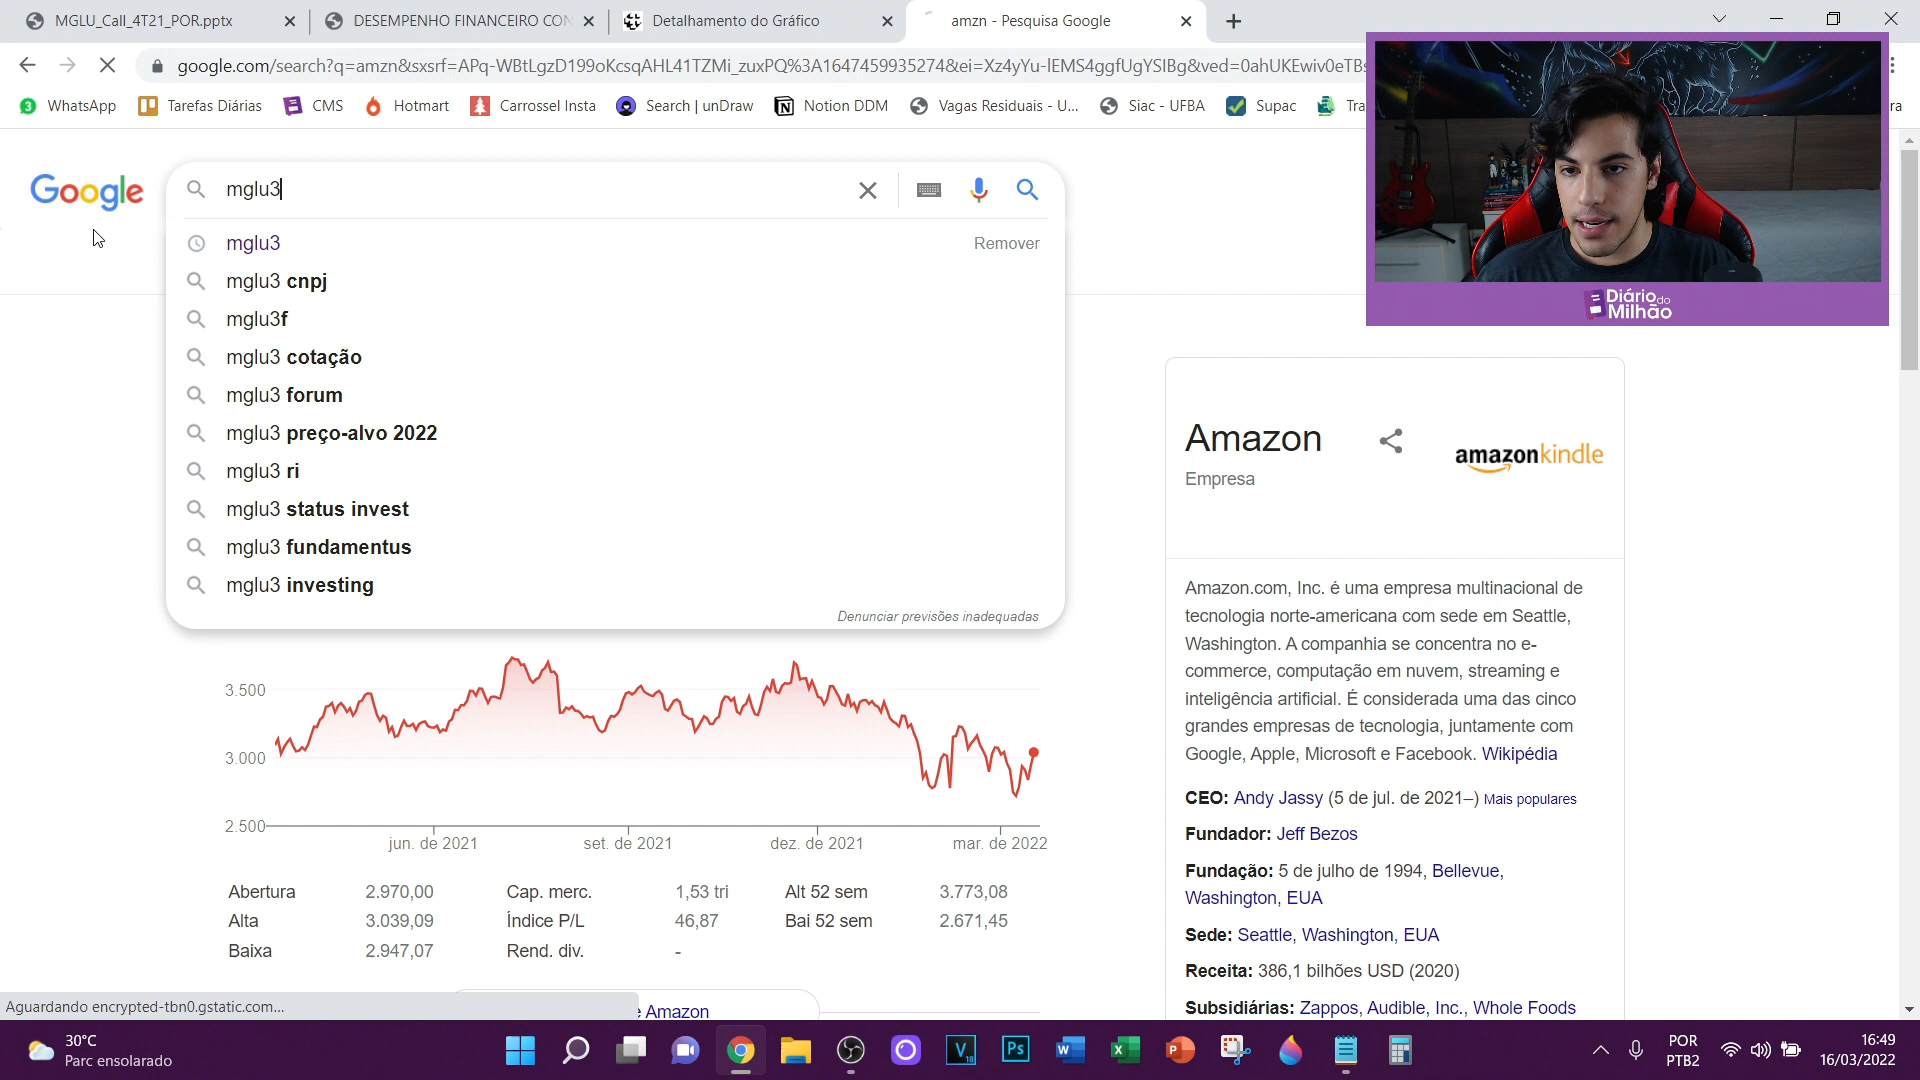 MGLU_Call_4T21_POR.pptx
DESEMPENHO FINANCEIRO CON
Detalhamento do Gráfico
amzn - Pesquisa Google
google.com/search?q=amzn&sxsrf=APq-WBtLgzD199oKcsqAHL41TZMi_zuxPQ%3A1647459935274&ei=Xz4yYu-lEMS4ggfUgYSIBg&ved=0ahUKEwiv0eTBs
WhatsApp
Tarefas Diárias
CMS
Hotmart
Carrossel Insta
Search | unDraw
Notion DDM
Vagas Residuais - U...
Siac - UFBA
Supac
Tra
ra
Google
mglu3
mglu3
Remover
mglu3 cnpj
mglu3f
mglu3 cotação
mglu3 forum
mglu3 preço-alvo 2022
mglu3 ri
mglu3 status invest
mglu3 fundamentus
mglu3 investing
Denunciar previsões inadequadas
Diário do
Milhão
3.500
3.000
2.500
jun. de 2021
set. de 2021
dez. de 2021
mar. de 2022
Abertura 2.970,00 Cap. merc. 1,53 tri Alt 52 sem 3.773,08
Alta 3.039,09 Índice P/L 46,87 Bai 52 sem 2.671,45
Baixa 2.947,07 Rend. div. -
e Amazon
Amazon
Empresa
amazonkindle
Amazon.com, Inc. é uma empresa multinacional de
tecnologia norte-americana com sede em Seattle,
Washington. A companhia se concentra no e-
commerce, computação em nuvem, streaming e
inteligência artificial. É considerada uma das cinco
grandes empresas de tecnologia, juntamente com
Google, Apple, Microsoft e Facebook. Wikipédia
CEO: Andy Jassy (5 de jul. de 2021–) Mais populares
Fundador: Jeff Bezos
Fundação: 5 de julho de 1994, Bellevue,
Washington, EUA
Sede: Seattle, Washington, EUA
Receita: 386,1 bilhões USD (2020)
Subsidiárias: Zappos, Audible, Inc., Whole Foods
Aguardando encrypted-tbn0.gstatic.com...
30°C
Parc ensolarado
POR
PTB2
16:49
16/03/2022